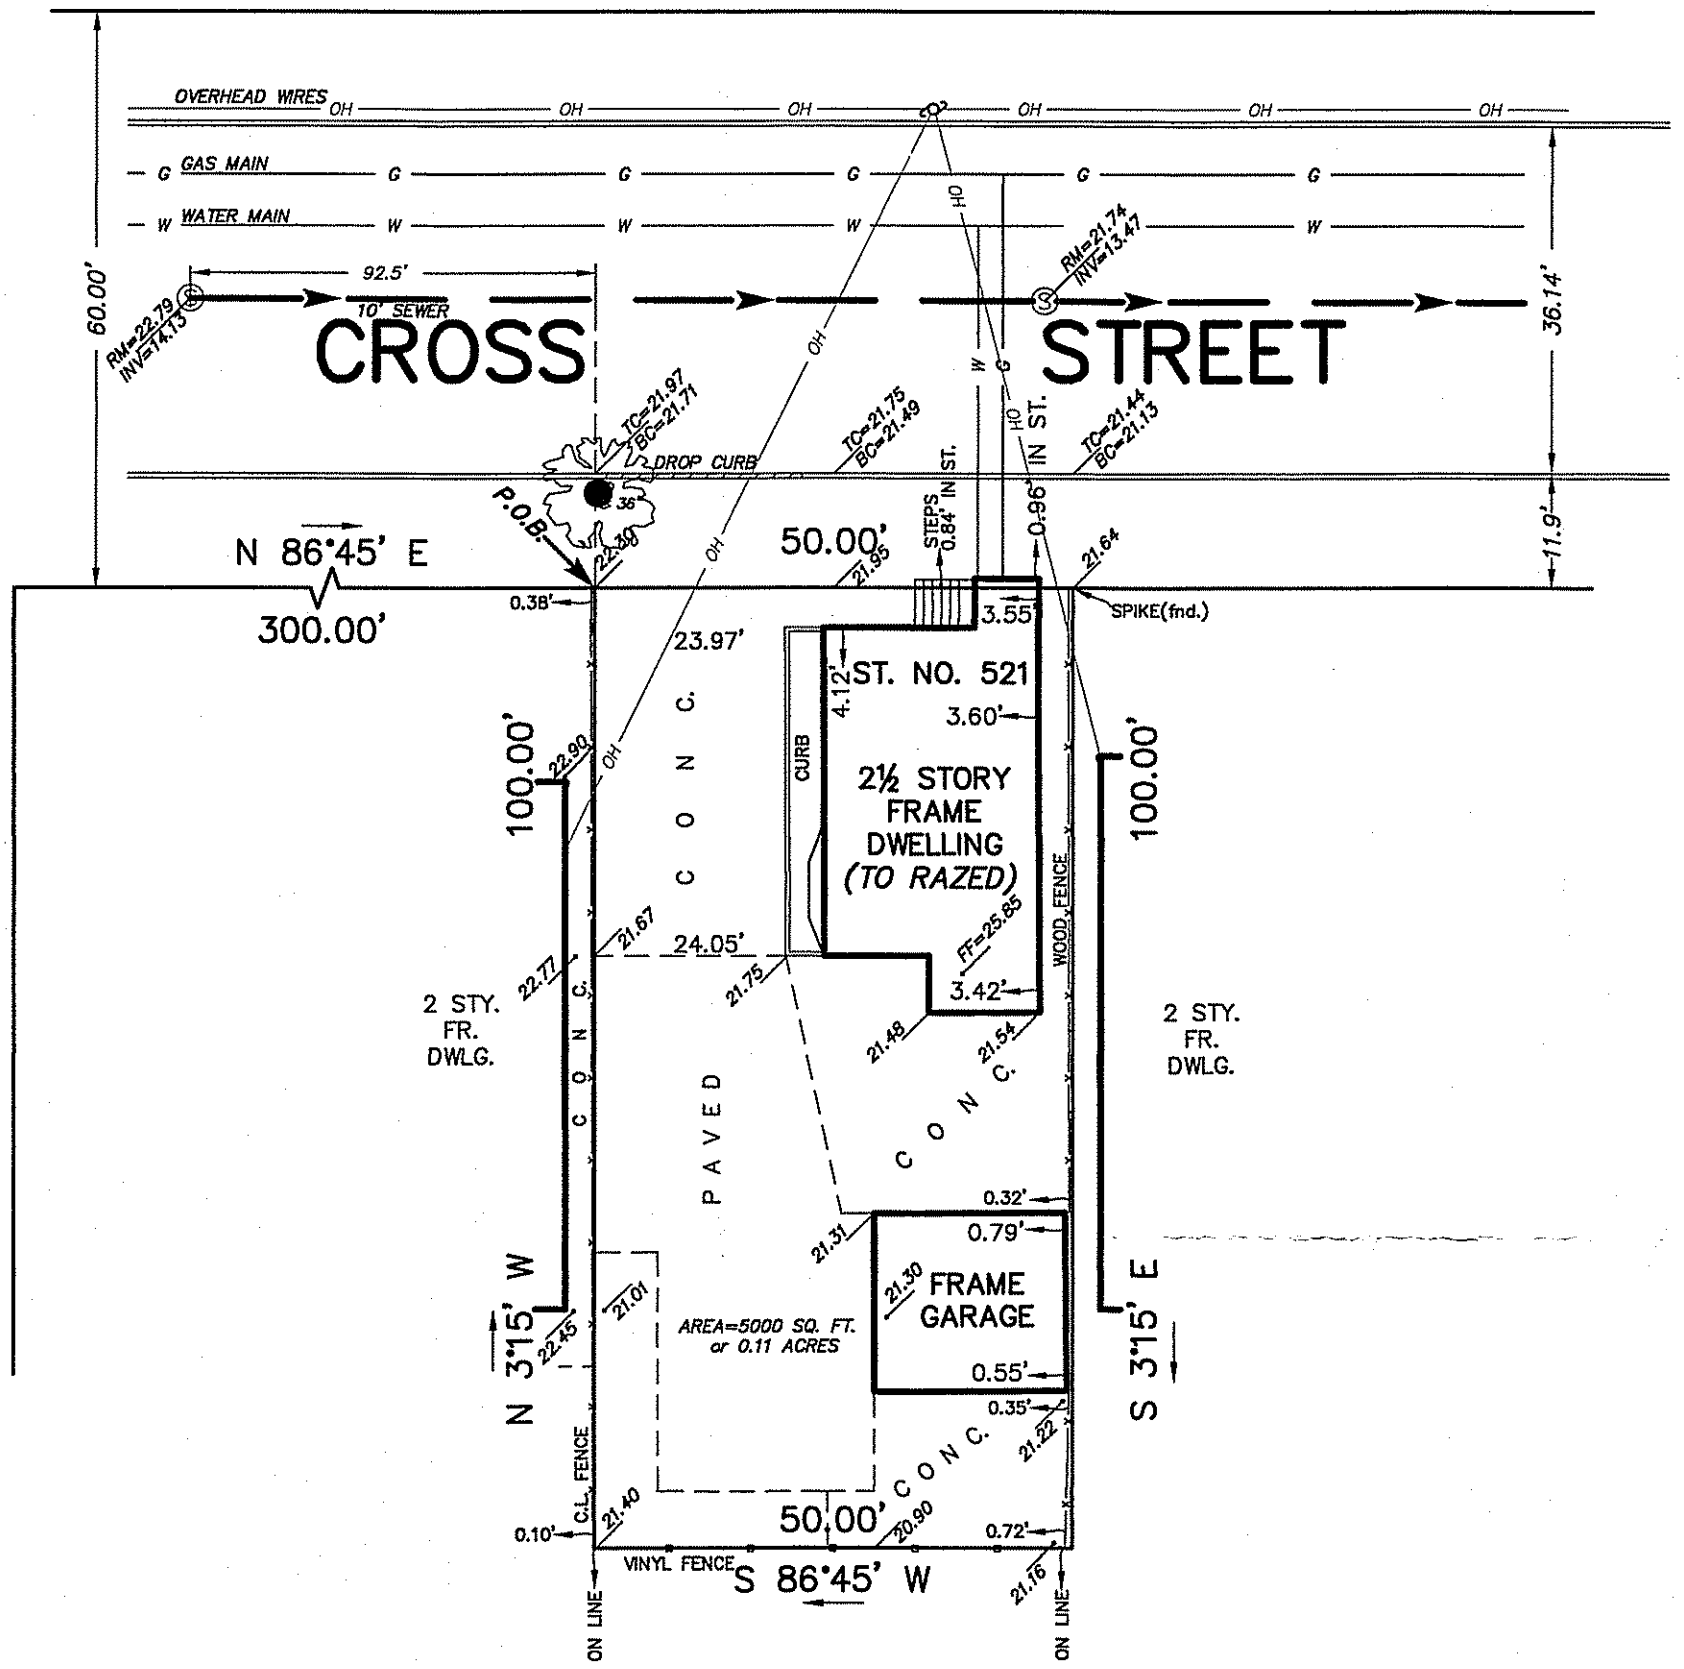 OVERHEAD WIRES
OH OH OH OH OH OH
G GAS MAIN G G G G G
W WATER MAIN W W W W W
60.00'
36.14'
11.9'
92.5'
10' SEWER
RM=22.79
INV=14.13
S
S
RM=21.74
INV=13.47
OH
OH
OH
OH
OH
W G
CROSS STREET
TC=21.97
BC=21.71
TC=21.75
BC=21.49
TC=21.44
BC=21.13
DROP CURB
36"
P.O.B.
STEPS
0.84' IN ST.
0.96' IN ST.
N 86°45' E
300.00'
50.00'
22.30
21.95
21.64
SPIKE(fnd.)
0.38'
23.97'
3.55'
4.12'
ST. NO. 521
3.60'
CONC.
CURB
2½ STORY
FRAME
DWELLING
(TO RAZED)
FF=25.85
3.42'
WOOD FENCE
100.00'
100.00'
22.90
21.67
22.77
24.05'
21.75
21.48
21.54
2 STY.
FR.
DWLG.
2 STY.
FR.
DWLG.
CONC.
CONC.
PAVED
0.32'
0.79'
21.31
21.30
FRAME
GARAGE
0.55'
0.35'
21.22
AREA=5000 SQ. FT.
or 0.11 ACRES
21.01
22.45
N 3°15' W
S 3°15' E
C.L. FENCE
CONC.
21.40
0.10'
50.00'
20.90
0.72'
21.16
VINYL FENCE
S 86°45' W
ON LINE
ON LINE